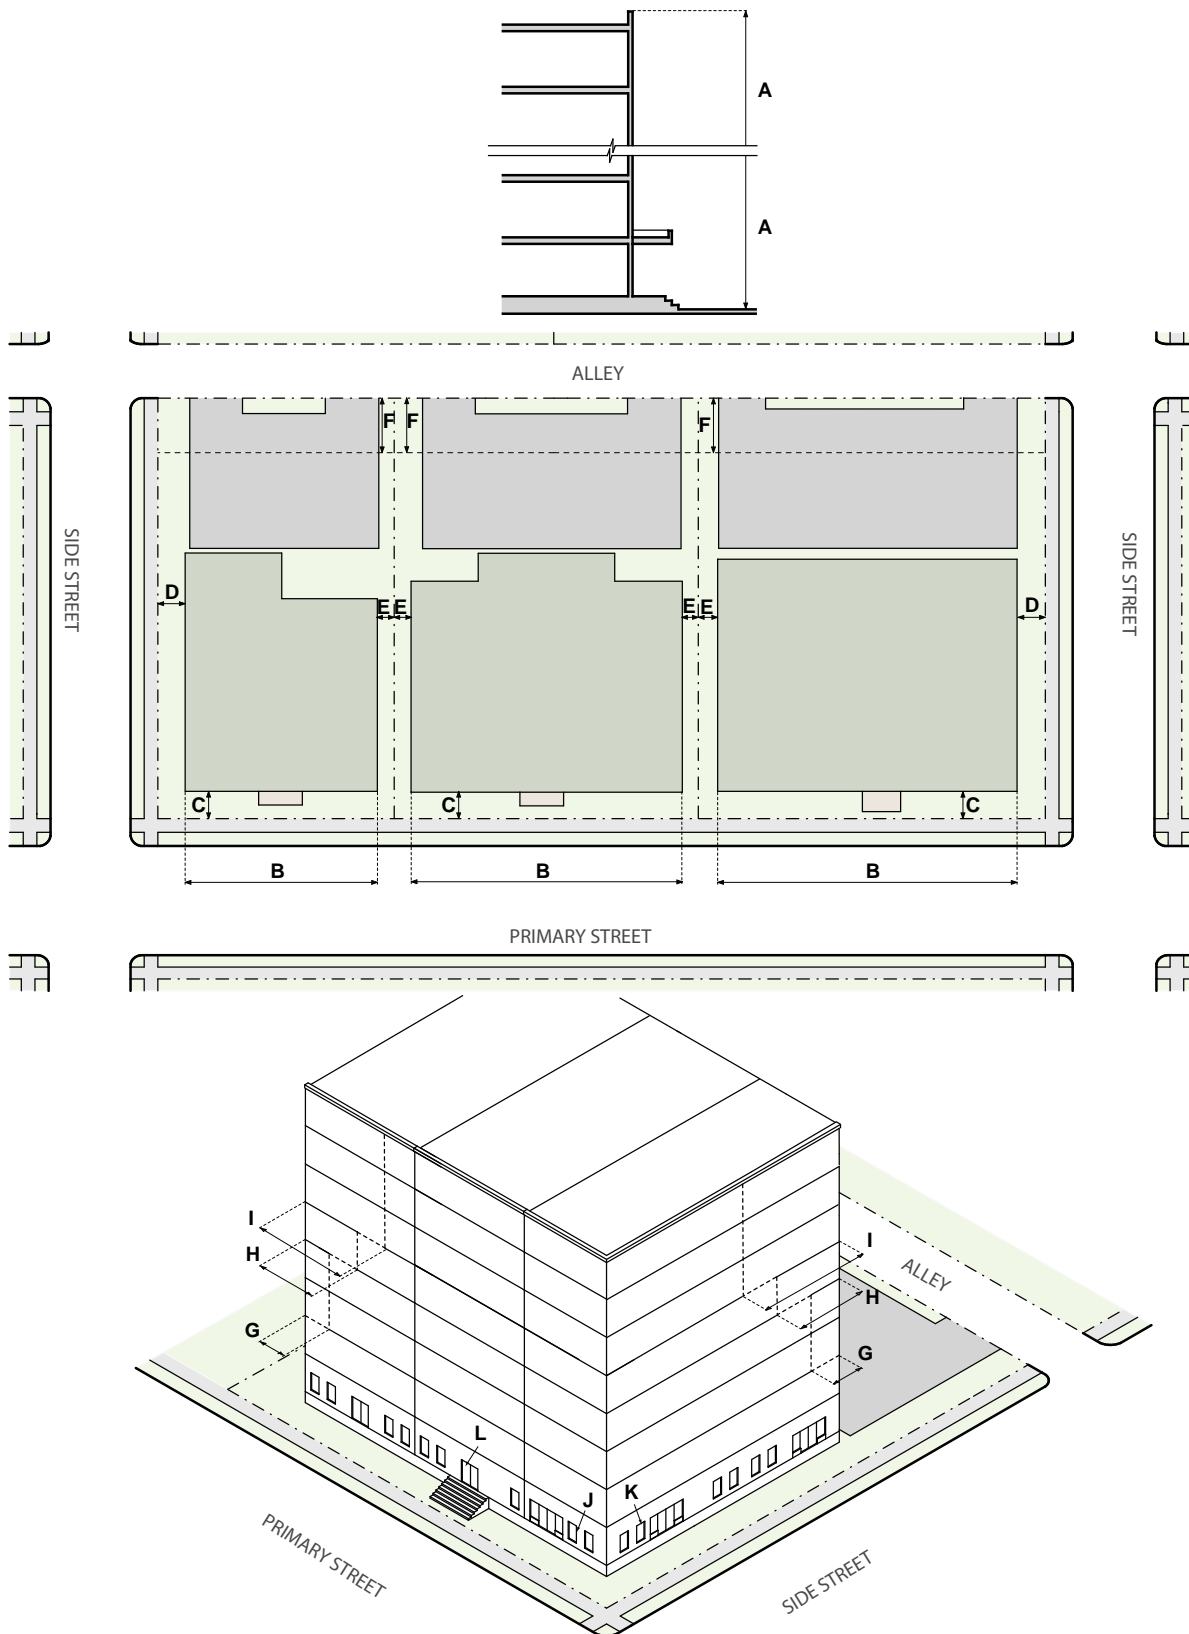 A
A
ALLEY
F F F
SIDE STREET
SIDE STREET
D E E E E D
C C C
B B B
PRIMARY STREET
I
H
G
I
ALLEY
H
G
L
J K
PRIMARY STREET
SIDE STREET